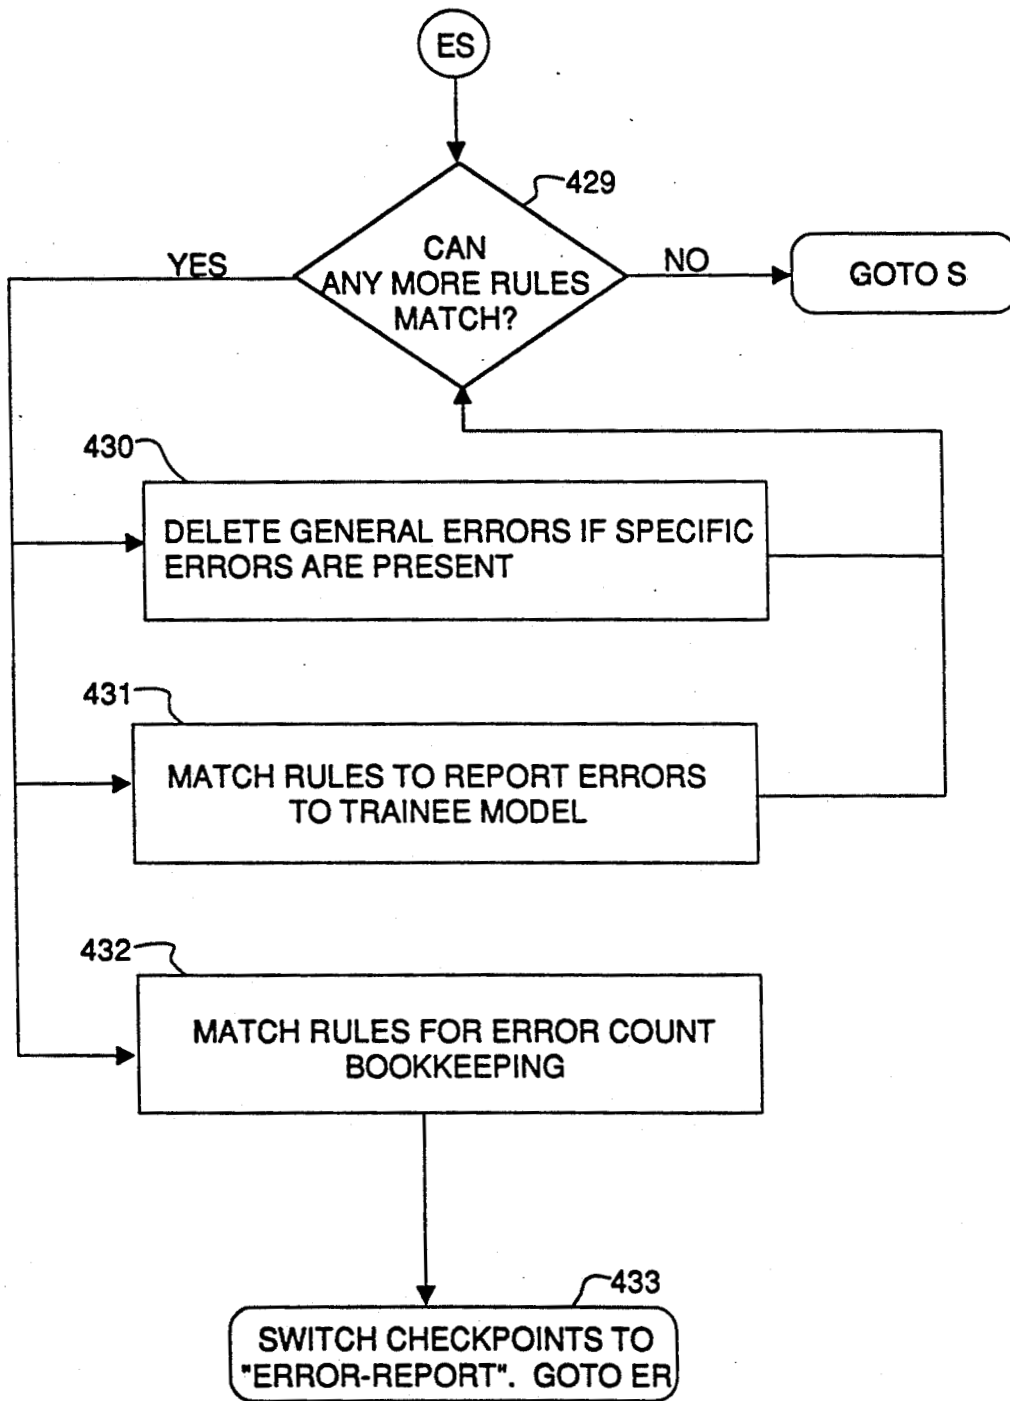 ES
429
CAN
ANY MORE RULES
MATCH?
YES
NO
GOTO S
430
DELETE GENERAL ERRORS IF SPECIFIC
ERRORS ARE PRESENT
431
MATCH RULES TO REPORT ERRORS
TO TRAINEE MODEL
432
MATCH RULES FOR ERROR COUNT
BOOKKEEPING
433
SWITCH CHECKPOINTS TO
"ERROR-REPORT". GOTO ER